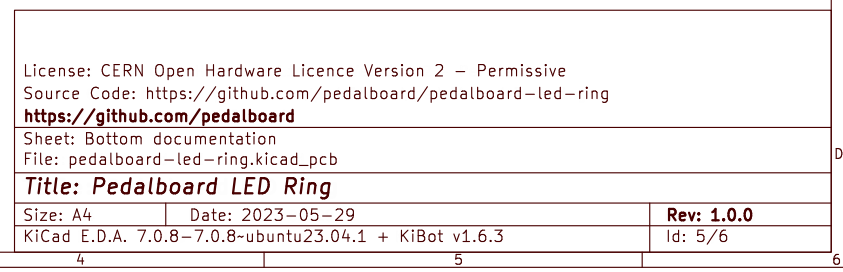 License: CERN Open Hardware Licence Version 2 – Permissive
Source Code: https://github.com/pedalboard/pedalboard-led-ring
https://github.com/pedalboard
Sheet: Bottom documentation
File: pedalboard-led-ring.kicad_pcb
D
Title: Pedalboard LED Ring
Size: A4 Date: 2023-05-29 Rev: 1.0.0
KiCad E.D.A. 7.0.8-7.0.8~ubuntu23.04.1 + KiBot v1.6.3 Id: 5/6
4 5 6